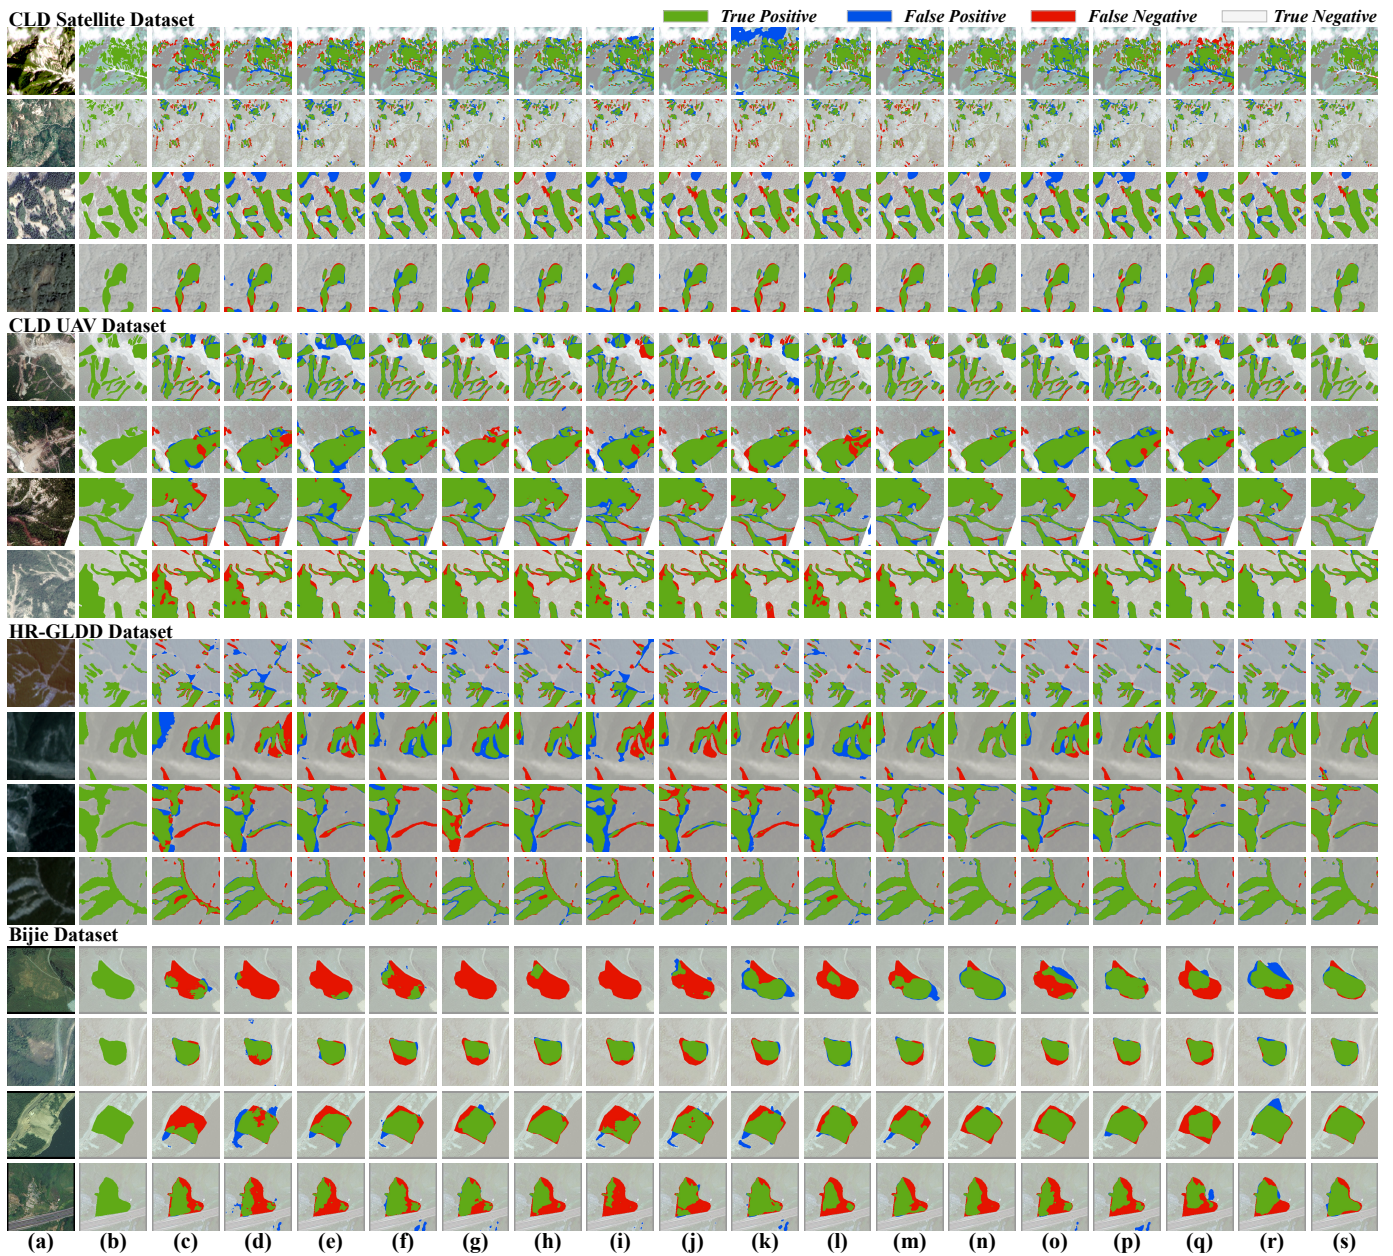 CLD Satellite Dataset
True Positive False Positive False Negative True Negative
CLD UAV Dataset
HR-GLDD Dataset
Bijie Dataset
(a) (b) (c) (d) (e) (f) (g) (h) (i) (j) (k) (l) (m) (n) (o) (p) (q) (r) (s)